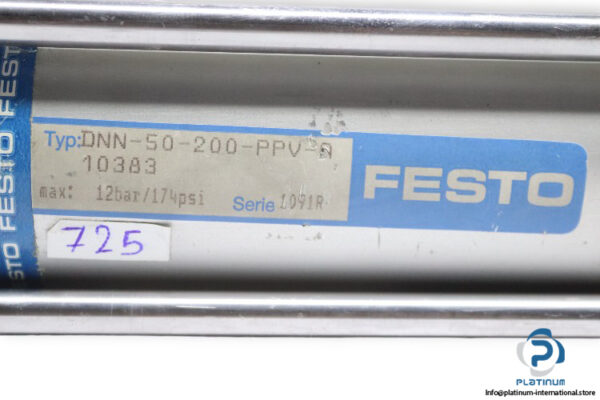 FESTO FESTO FEST
Typ: DNN-50-200-PPV-A
10383
max: 12bar/174psi
Serie 1091R
FESTO
725
PLATINUM
Info@platinum-international.store